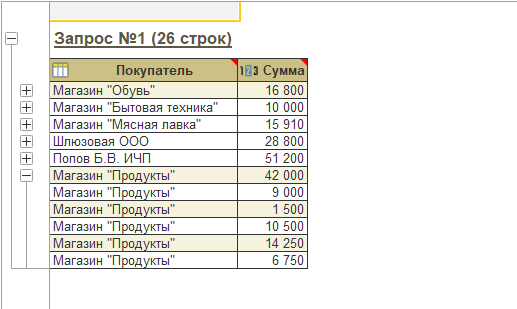 Запрос №1 (26 строк)
Покупатель 123 Сумма
Магазин "Обувь" 16 800
Магазин "Бытовая техника" 10 000
Магазин "Мясная лавка" 15 910
Шлюзовая ООО 28 800
Попов Б.В. ИЧП 51 200
Магазин "Продукты" 42 000
Магазин "Продукты" 9 000
Магазин "Продукты" 1 500
Магазин "Продукты" 10 500
Магазин "Продукты" 14 250
Магазин "Продукты" 6 750